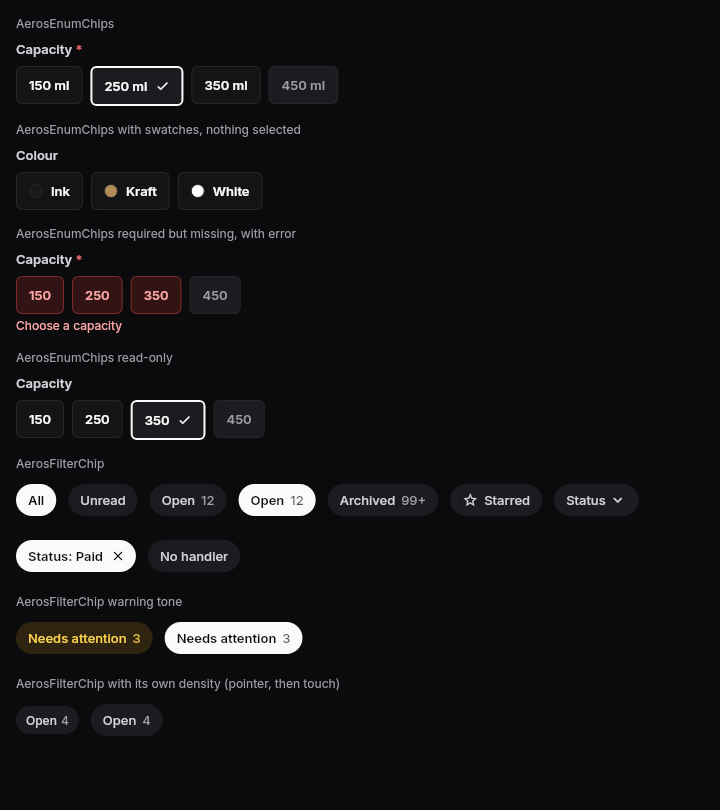 AerosEnumChips
Capacity *
150 ml 250 ml 350 ml 450 ml
AerosEnumChips with swatches, nothing selected
Colour
Ink Kraft White
AerosEnumChips required but missing, with error
Capacity *
150 250 350 450
Choose a capacity
AerosEnumChips read-only
Capacity
150 250 350 450
AerosFilterChip
All Unread Open 12 Open 12 Archived 99+ Starred Status
Status: Paid No handler
AerosFilterChip warning tone
Needs attention 3 Needs attention 3
AerosFilterChip with its own density (pointer, then touch)
Open 4 Open 4